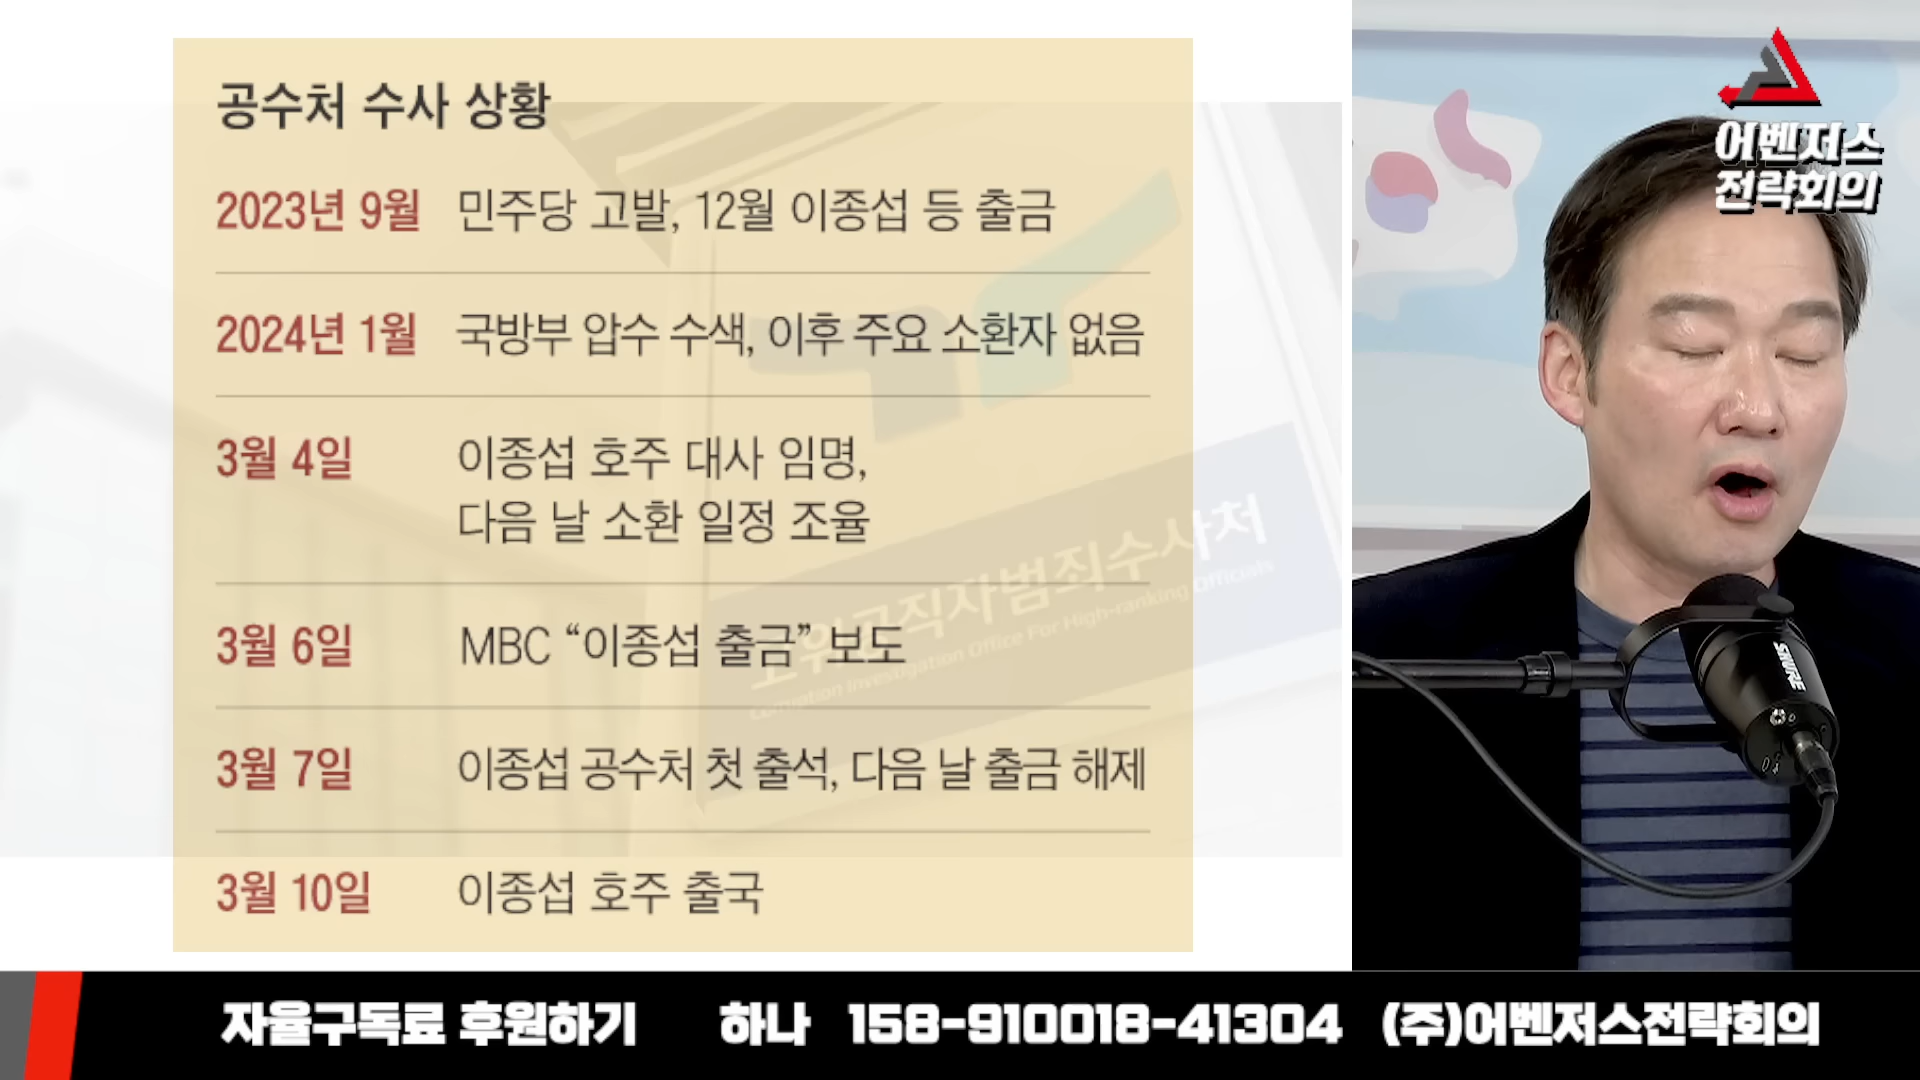 공수처 수사 상황
2023년 9월 민주당 고발, 12월 이종섭 등 출금
2024년 1월 국방부 압수 수색, 이후 주요 소환자 없음
3월 4일 이종섭 호주 대사 임명,
다음 날 소환 일정 조율
3월 6일 MBC “이종섭 출금” 보도
3월 7일 이종섭 공수처 첫 출석, 다음 날 출금 해제
3월 10일 이종섭 호주 출국
고위공직자범죄수사처
Corruption Investigation Office For High-ranking Officials
어벤저스
전략회의
SHURE
자율구독료 후원하기 하나 158-910018-41304 (주)어벤저스전략회의